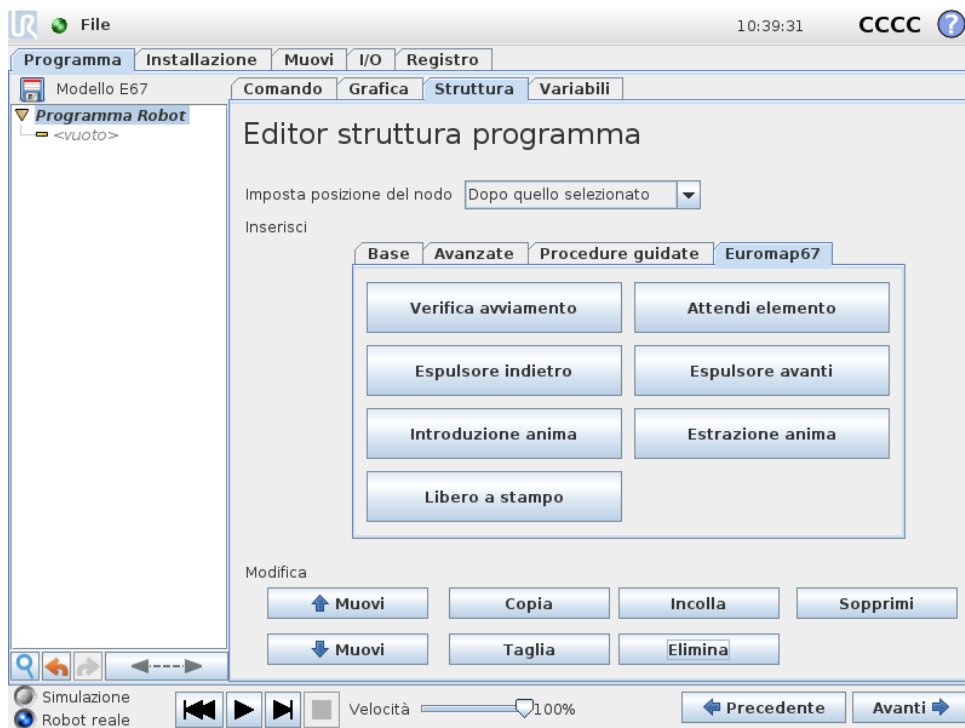 UR File 10:39:31 CCCC ?
Programma Installazione Muovi I/O Registro
Modello E67 Comando Grafica Struttura Variabili
Programma Robot
<vuoto>
Editor struttura programma
Imposta posizione del nodo Dopo quello selezionato
Inserisci
Base Avanzate Procedure guidate Euromap67
Verifica avviamento Attendi elemento
Espulsore indietro Espulsore avanti
Introduzione anima Estrazione anima
Libero a stampo
Modifica
Muovi Copia Incolla Sopprimi
Muovi Taglia Elimina
Simulazione
Robot reale
Velocità 100% Precedente Avanti